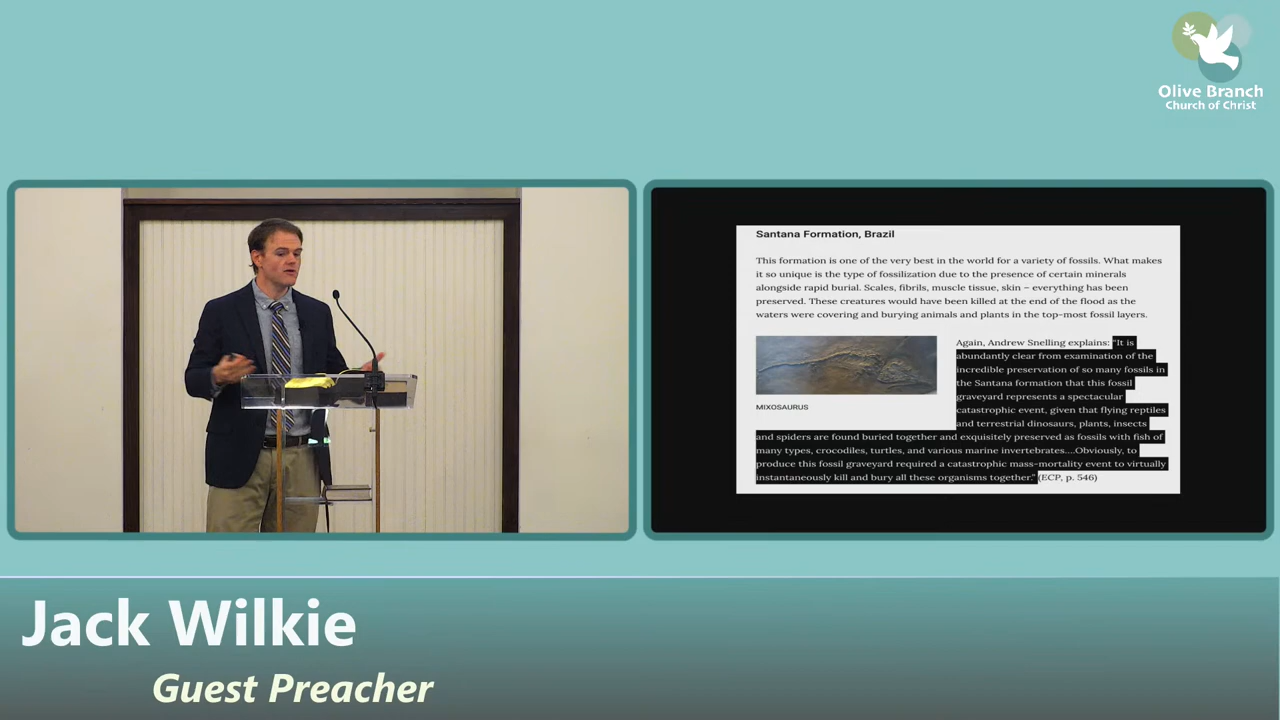 Olive Branch
Church of Christ
Santana Formation, Brazil
This formation is one of the very best in the world for a variety of fossils. What makes
it so unique is the type of fossilization due to the presence of certain minerals
alongside rapid burial. Scales, fibrils, muscle tissue, skin – everything has been
preserved. These creatures would have been killed at the end of the flood as the
waters were covering and burying animals and plants in the top-most fossil layers.
Again, Andrew Snelling explains: "It is
abundantly clear from examination of the
incredible preservation of so many fossils in
the Santana formation that this fossil
graveyard represents a spectacular
catastrophic event, given that flying reptiles
and terrestrial dinosaurs, plants, insects
MIXOSAURUS
and spiders are found buried together and exquisitely preserved as fossils with fish of
many types, crocodiles, turtles, and various marine invertebrates....Obviously, to
produce this fossil graveyard required a catastrophic mass-mortality event to virtually
instantaneously kill and bury all these organisms together." (ECP, p. 546)
Jack Wilkie
Guest Preacher